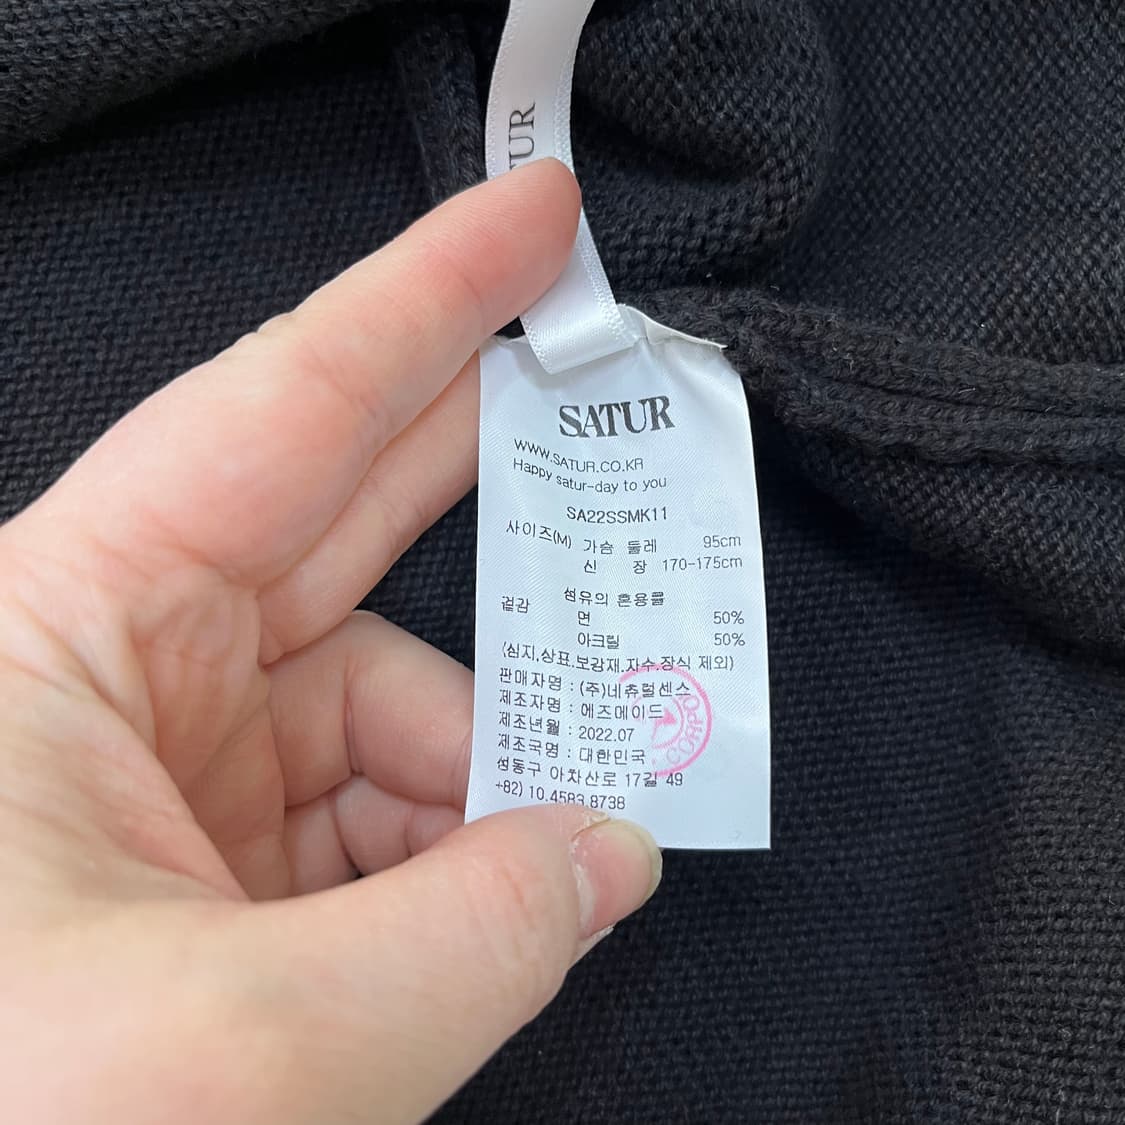 TUR
SATUR
WWW.SATUR.CO.KR
Happy satur-day to you
SA22SSMK11
사이즈(M) 가슴 둘레 95cm
신 장 170-175cm
섬유의 혼용률
겉감 면 50%
아크릴 50%
(심지,상표.보강재.자수.장식 제외)
판매자명 : (주)네츄럴센스
제조자명 : 에즈메이드
제조년월 : 2022.07
제조국명 : 대한민국
성동구 아차산로 17길 49
+82) 10.4583.8738